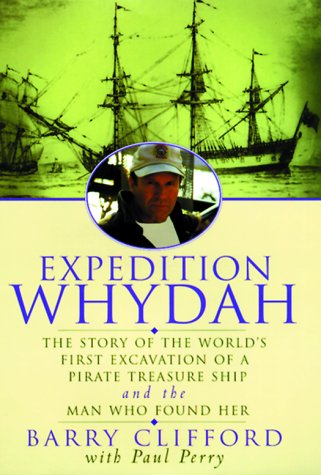 EXPEDITION
WHYDAH
THE STORY OF THE WORLD'S
FIRST EXCAVATION OF A
PIRATE TREASURE SHIP
and the
MAN WHO FOUND HER
BARRY CLIFFORD
with Paul Perry